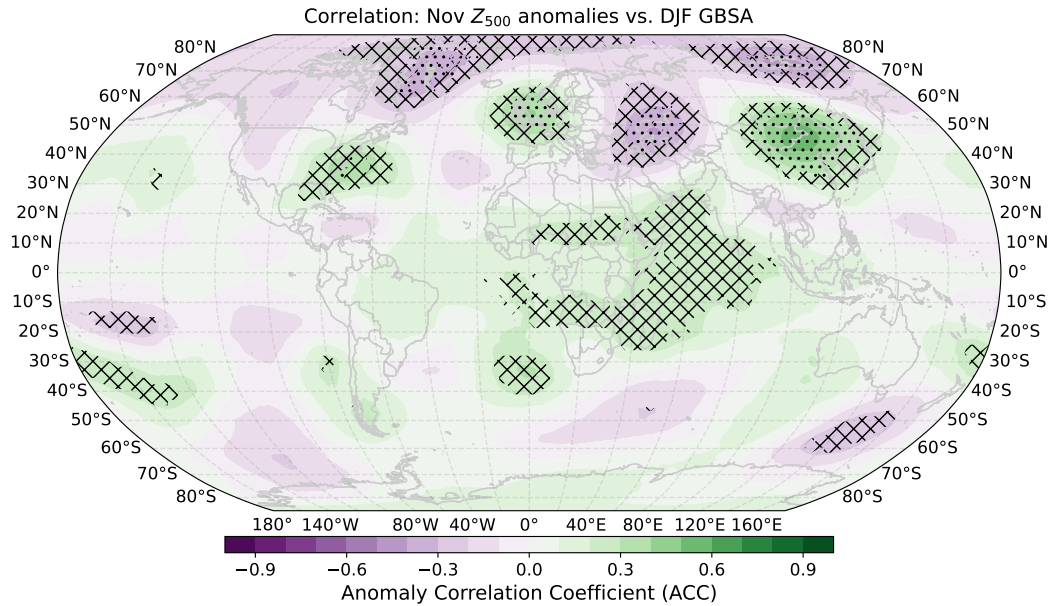 Correlation: Nov Z500 anomalies vs. DJF GBSA
80°N 80°N
70°N 70°N
60°N 60°N
50°N 50°N
40°N 40°N
30°N 30°N
20°N 20°N
10°N 10°N
0° 0°
10°S 10°S
20°S 20°S
30°S 30°S
40°S 40°S
50°S 50°S
60°S 60°S
70°S 70°S
80°S 80°S
180° 140°W 80°W 40°W 0° 40°E 80°E 120°E 160°E
−0.9 −0.6 −0.3 0.0 0.3 0.6 0.9
Anomaly Correlation Coefficient (ACC)